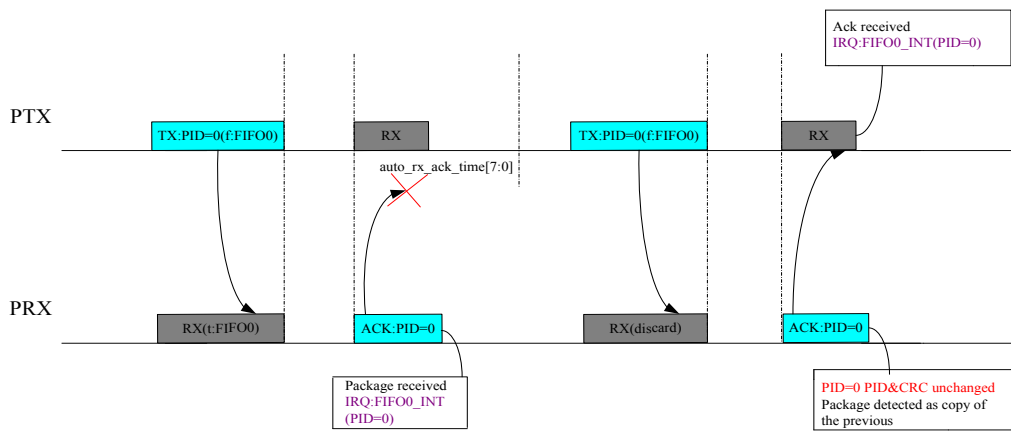 Ack received
IRQ:FIFO0_INT(PID=0)
PTX
TX:PID=0(f:FIFO0)
RX
TX:PID=0(f:FIFO0)
RX
auto_rx_ack_time[7:0]
PRX
RX(t:FIFO0)
ACK:PID=0
RX(discard)
ACK:PID=0
Package received
IRQ:FIFO0_INT
(PID=0)
PID=0 PID&CRC unchanged
Package detected as copy of
the previous